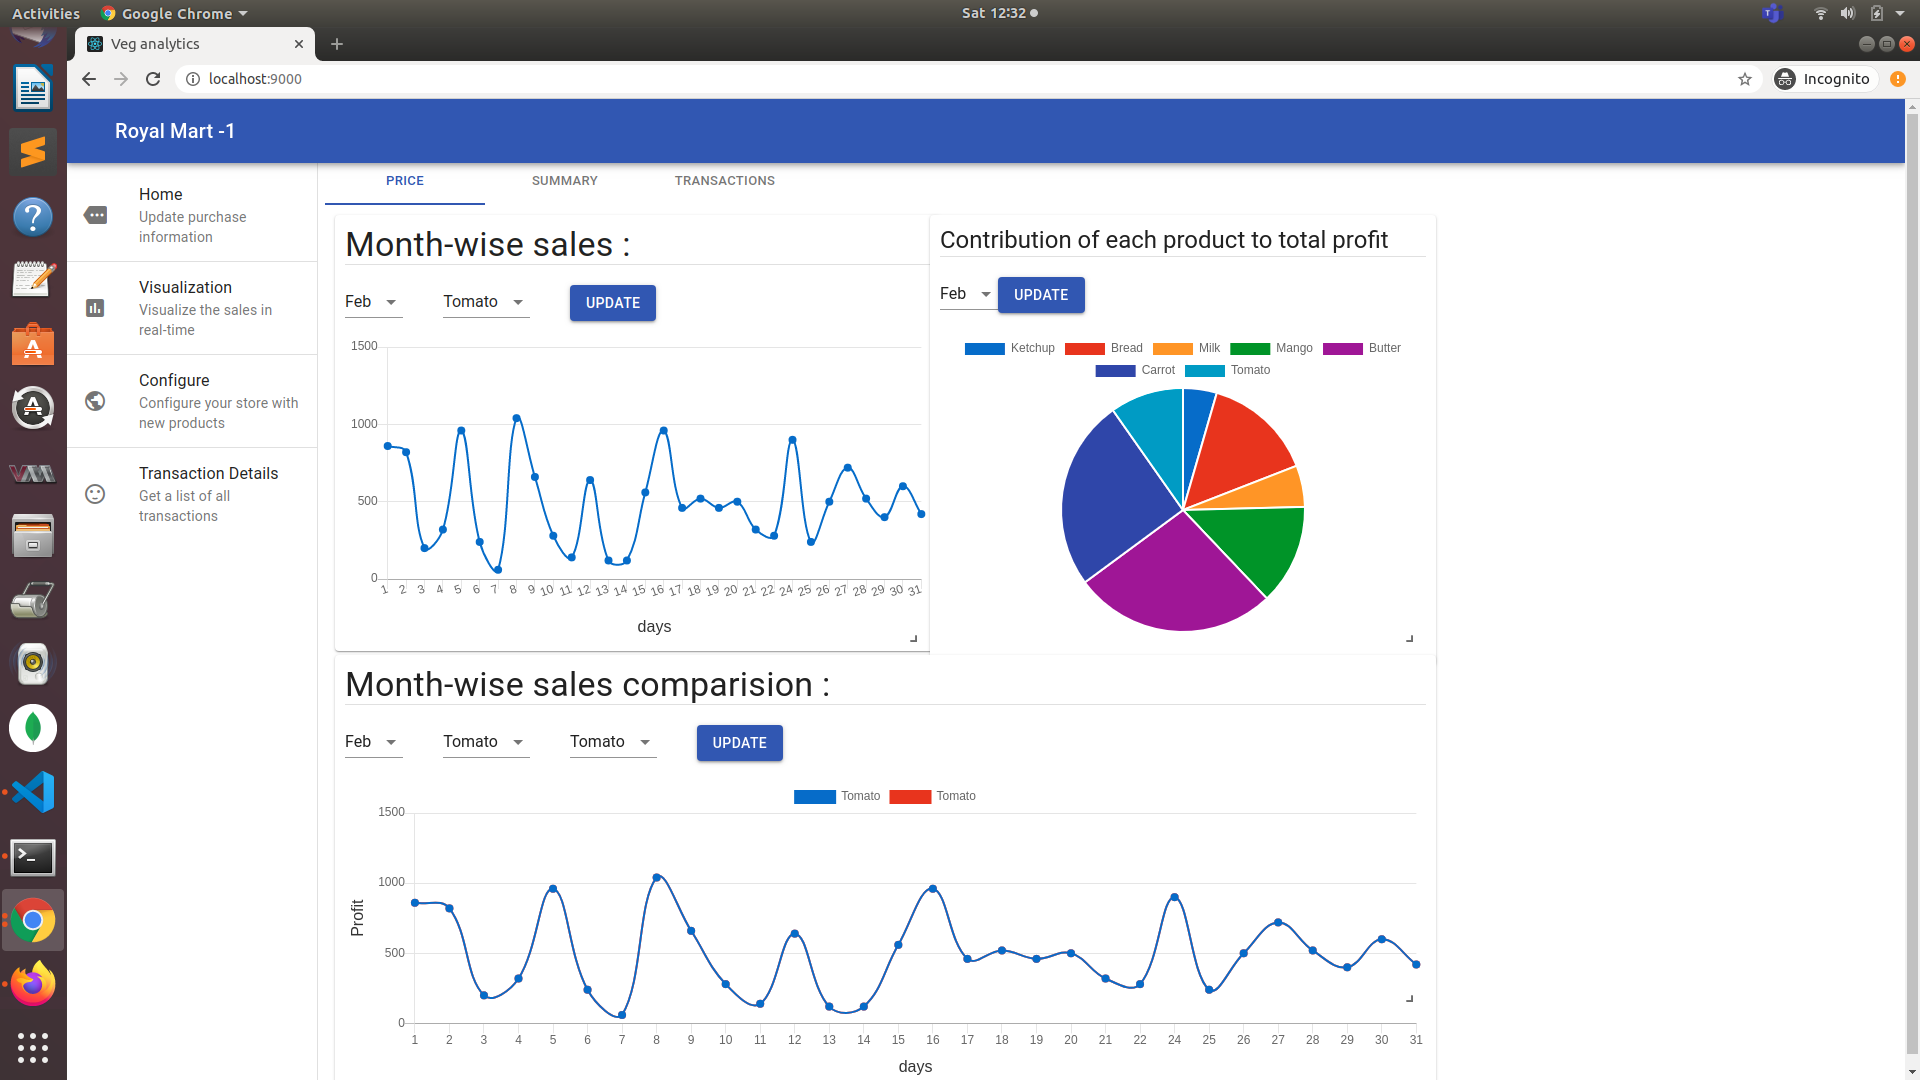 Activities Google Chrome Sat 12:32
Veg analytics
localhost:9000 Incognito
Royal Mart -1
Home
Update purchase
information
Visualization
Visualize the sales in
real-time
Configure
Configure your store with
new products
Transaction Details
Get a list of all
transactions
PRICE SUMMARY TRANSACTIONS
Month-wise sales :
Feb Tomato UPDATE
1500
1000
500
0
1 2 3 4 5 6 7 8 9 10 11 12 13 14 15 16 17 18 19 20 21 22 24 25 26 27 28 29 30 31
days
Contribution of each product to total profit
Feb UPDATE
Ketchup Bread Milk Mango Butter
Carrot Tomato
Month-wise sales comparision :
Feb Tomato Tomato UPDATE
Tomato Tomato
1500
1000
500
0
Profit
1 2 3 4 5 6 7 8 9 10 11 12 13 14 15 16 17 18 19 20 21 22 24 25 26 27 28 29 30 31
days